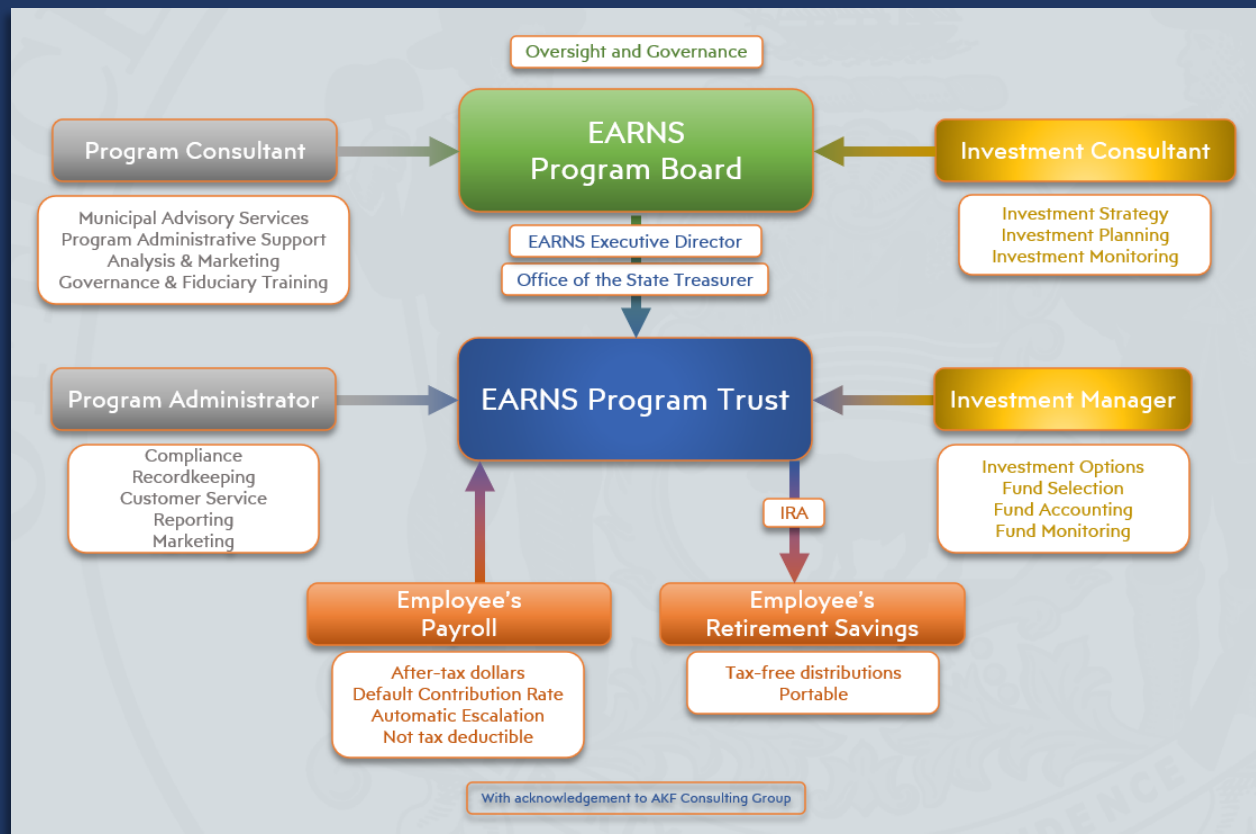 Oversight and Governance
EARNS
Program Board
Program Consultant
Municipal Advisory Services
Program Administrative Support
Analysis & Marketing
Governance & Fiduciary Training
Investment Consultant
Investment Strategy
Investment Planning
Investment Monitoring
EARNS Executive Director
Office of the State Treasurer
EARNS Program Trust
Program Administrator
Compliance
Recordkeeping
Customer Service
Reporting
Marketing
Investment Manager
Investment Options
Fund Selection
Fund Accounting
Fund Monitoring
IRA
Employee’s
Payroll
After-tax dollars
Default Contribution Rate
Automatic Escalation
Not tax deductible
Employee’s
Retirement Savings
Tax-free distributions
Portable
With acknowledgement to AKF Consulting Group